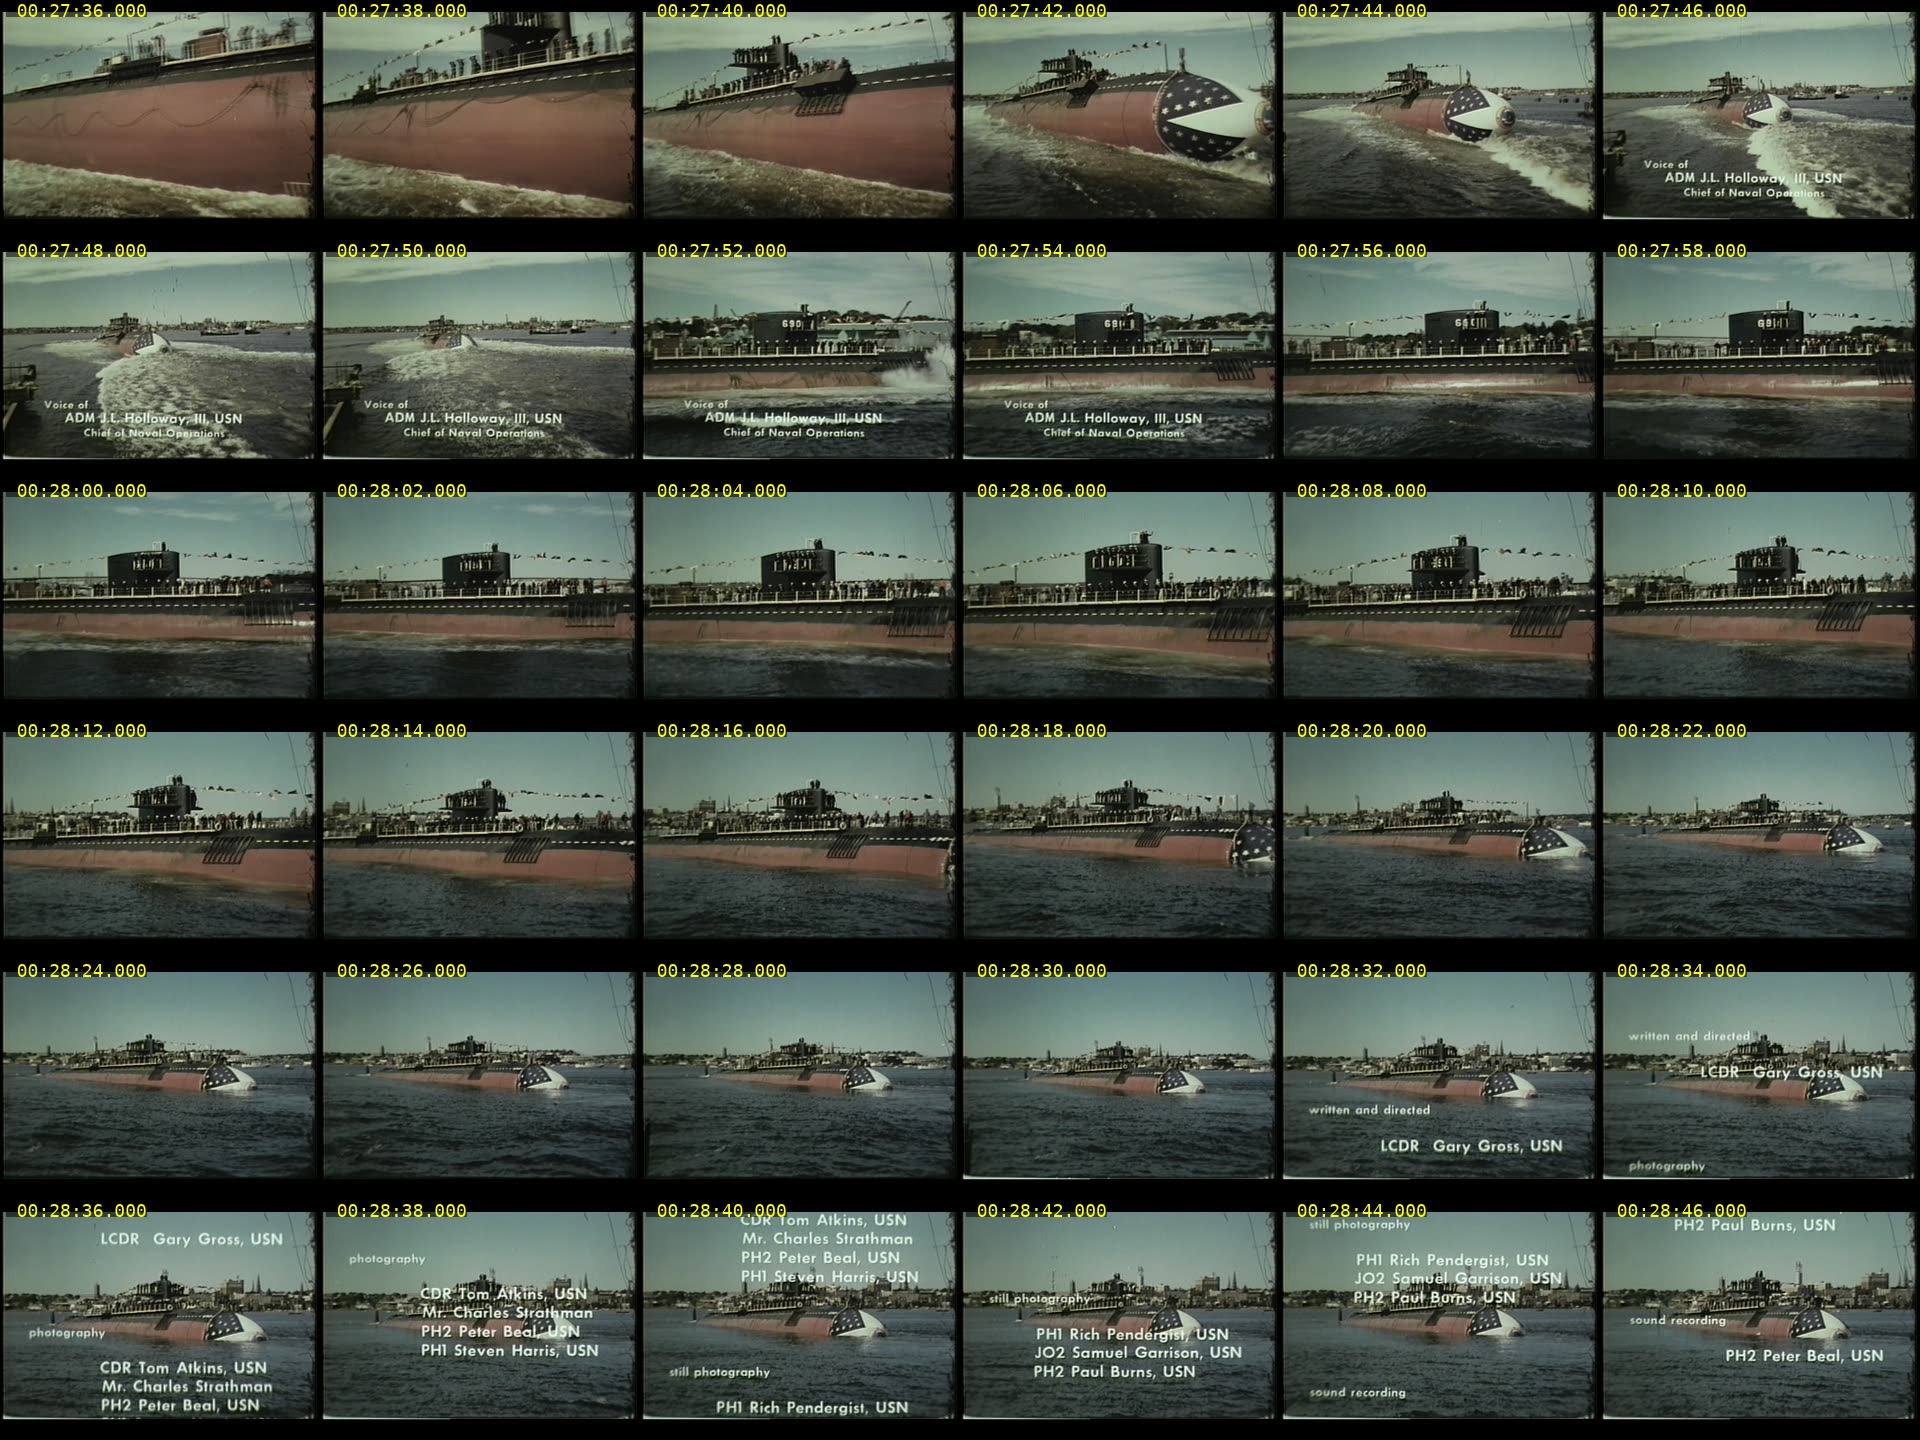 00:27:36.000
00:27:38.000
00:27:40.000
00:27:42.000
00:27:44.000
00:27:46.000
Voice of
ADM J.L. Holloway, III, USN
Chief of Naval Operations
00:27:48.000
00:27:50.000
00:27:52.000
00:27:54.000
00:27:56.000
00:27:58.000
690
Voice of
ADM J.L. Holloway, III, USN
Chief of Naval Operations
Voice of
ADM J.L. Holloway, III, USN
Chief of Naval Operations
Voice of
ADM J.L. Holloway, III, USN
Chief of Naval Operations
Voice of
ADM J.L. Holloway, III, USN
Chief of Naval Operations
00:28:00.000
00:28:02.000
00:28:04.000
00:28:06.000
00:28:08.000
00:28:10.000
00:28:12.000
00:28:14.000
00:28:16.000
00:28:18.000
00:28:20.000
00:28:22.000
00:28:24.000
00:28:26.000
00:28:28.000
00:28:30.000
00:28:32.000
00:28:34.000
written and directed
LCDR Gary Gross, USN
written and directed
LCDR Gary Gross, USN
photography
00:28:36.000
00:28:38.000
00:28:40.000
00:28:42.000
00:28:44.000
00:28:46.000
LCDR Gary Gross, USN
photography
CDR Tom Atkins, USN
Mr. Charles Strathman
PH2 Peter Beal, USN
photography
CDR Tom Atkins, USN
Mr. Charles Strathman
PH2 Peter Beal, USN
PH1 Steven Harris, USN
CDR Tom Atkins, USN
Mr. Charles Strathman
PH2 Peter Beal, USN
PH1 Steven Harris, USN
still photography
PH1 Rich Pendergist, USN
still photography
PH1 Rich Pendergist, USN
JO2 Samuel Garrison, USN
PH2 Paul Burns, USN
still photography
PH1 Rich Pendergist, USN
JO2 Samuel Garrison, USN
PH2 Paul Burns, USN
sound recording
PH2 Paul Burns, USN
sound recording
PH2 Peter Beal, USN